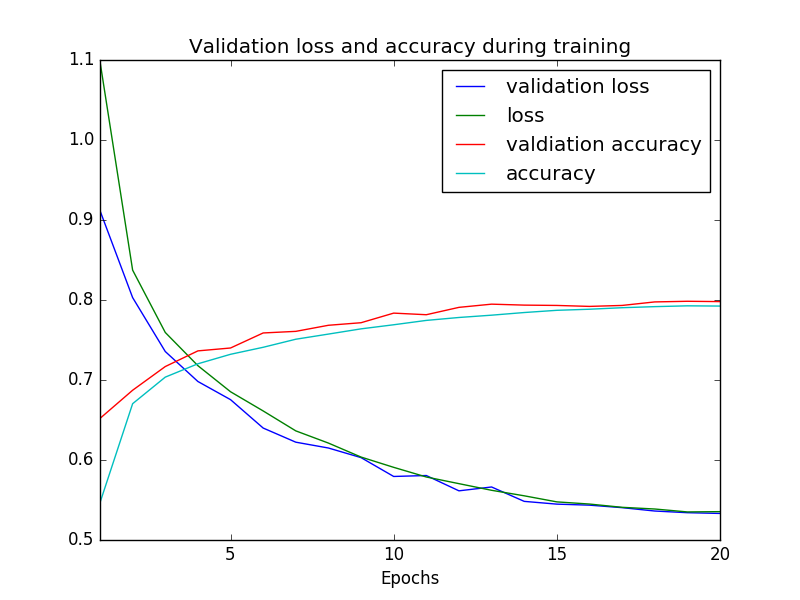 Validation loss and accuracy during training
validation loss
loss
valdiation accuracy
accuracy
1.1
1.0
0.9
0.8
0.7
0.6
0.5
5
10
15
20
Epochs